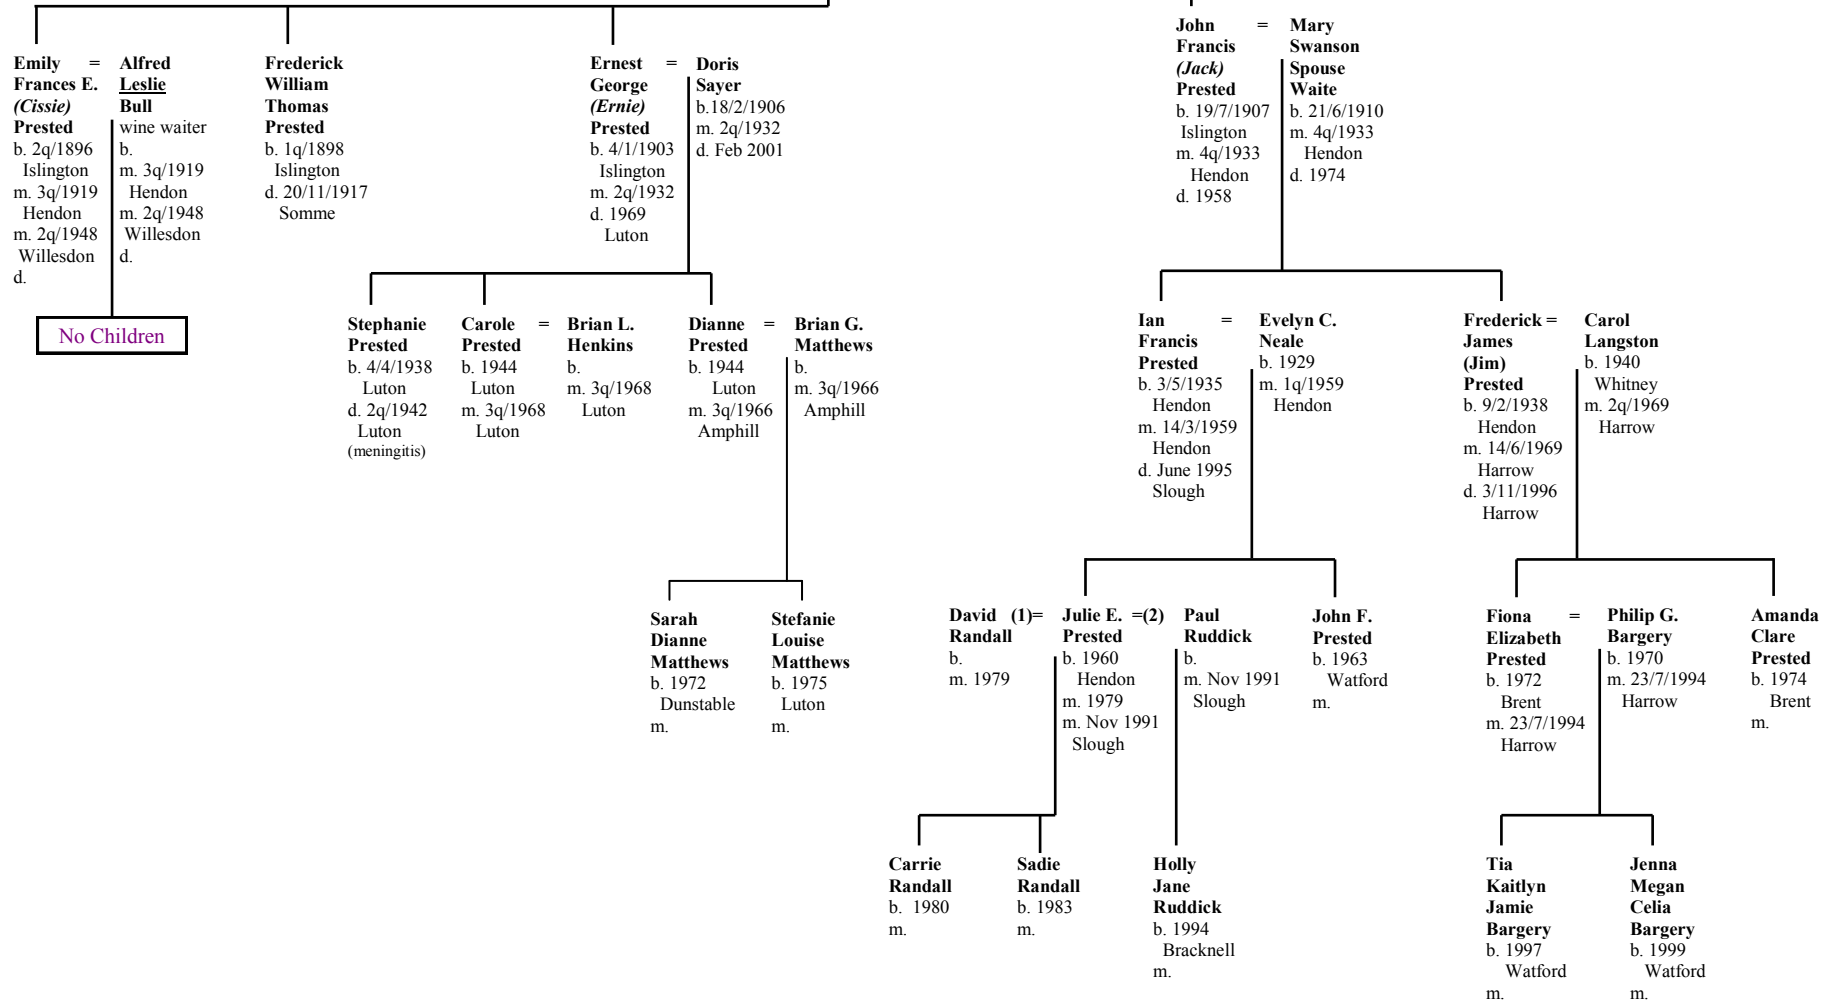 Emily =
Frances E.
(Cissie)
Prested
b. 2q/1896
Islington
m. 3q/1919
Hendon
m. 2q/1948
Willesdon
d.
Alfred
Leslie
Bull
wine waiter
b.
m. 3q/1919
Hendon
m. 2q/1948
Willesdon
d.
No Children
Frederick
William
Thomas
Prested
b. 1q/1898
Islington
d. 20/11/1917
Somme
Ernest =
George
(Ernie)
Prested
b. 4/1/1903
Islington
m. 2q/1932
d. 1969
Luton
Doris
Sayer
b.18/2/1906
m. 2q/1932
d. Feb 2001
John =
Francis
(Jack)
Prested
b. 19/7/1907
Islington
m. 4q/1933
Hendon
d. 1958
Mary
Swanson
Spouse
Waite
b. 21/6/1910
m. 4q/1933
Hendon
d. 1974
Stephanie
Prested
b. 4/4/1938
Luton
d. 2q/1942
Luton
(meningitis)
Carole =
Prested
b. 1944
Luton
m. 3q/1968
Luton
Brian L.
Henkins
b.
m. 3q/1968
Luton
Dianne =
Prested
b. 1944
Luton
m. 3q/1966
Amphill
Brian G.
Matthews
b.
m. 3q/1966
Amphill
Ian =
Francis
Prested
b. 3/5/1935
Hendon
m. 14/3/1959
Hendon
d. June 1995
Slough
Evelyn C.
Neale
b. 1929
m. 1q/1959
Hendon
Frederick =
James
(Jim)
Prested
b. 9/2/1938
Hendon
m. 14/6/1969
Harrow
d. 3/11/1996
Harrow
Carol
Langston
b. 1940
Whitney
m. 2q/1969
Harrow
Sarah
Dianne
Matthews
b. 1972
Dunstable
m.
Stefanie
Louise
Matthews
b. 1975
Luton
m.
David (1)=
Randall
b.
m. 1979
Julie E. =(2)
Prested
b. 1960
Hendon
m. 1979
m. Nov 1991
Slough
Paul
Ruddick
b.
m. Nov 1991
Slough
John F.
Prested
b. 1963
Watford
m.
Fiona =
Elizabeth
Prested
b. 1972
Brent
m. 23/7/1994
Harrow
Philip G.
Bargery
b. 1970
m. 23/7/1994
Harrow
Amanda
Clare
Prested
b. 1974
Brent
m.
Carrie
Randall
b. 1980
m.
Sadie
Randall
b. 1983
m.
Holly
Jane
Ruddick
b. 1994
Bracknell
m.
Tia
Kaitlyn
Jamie
Bargery
b. 1997
Watford
m.
Jenna
Megan
Celia
Bargery
b. 1999
Watford
m.